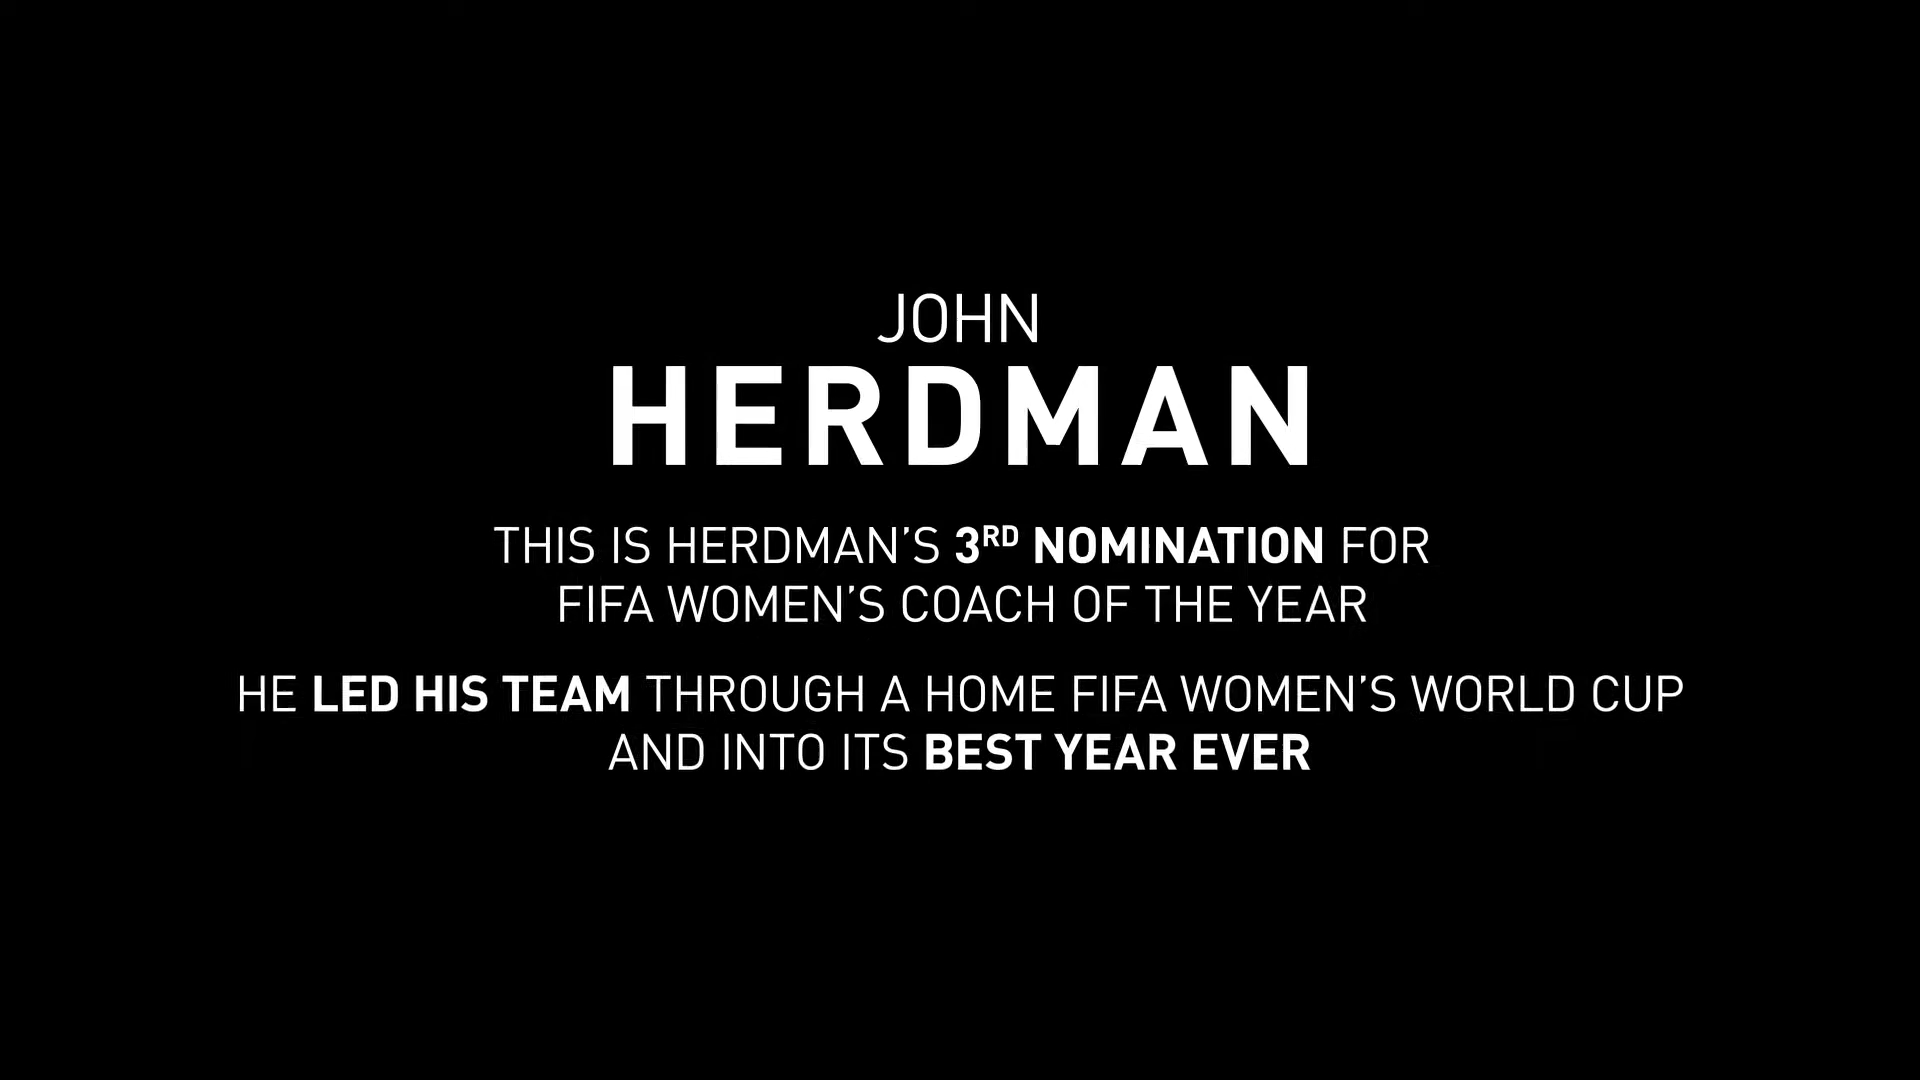 JOHN
HERDMAN
THIS IS HERDMAN’S 3RD NOMINATION FOR
FIFA WOMEN’S COACH OF THE YEAR
HE LED HIS TEAM THROUGH A HOME FIFA WOMEN’S WORLD CUP
AND INTO ITS BEST YEAR EVER